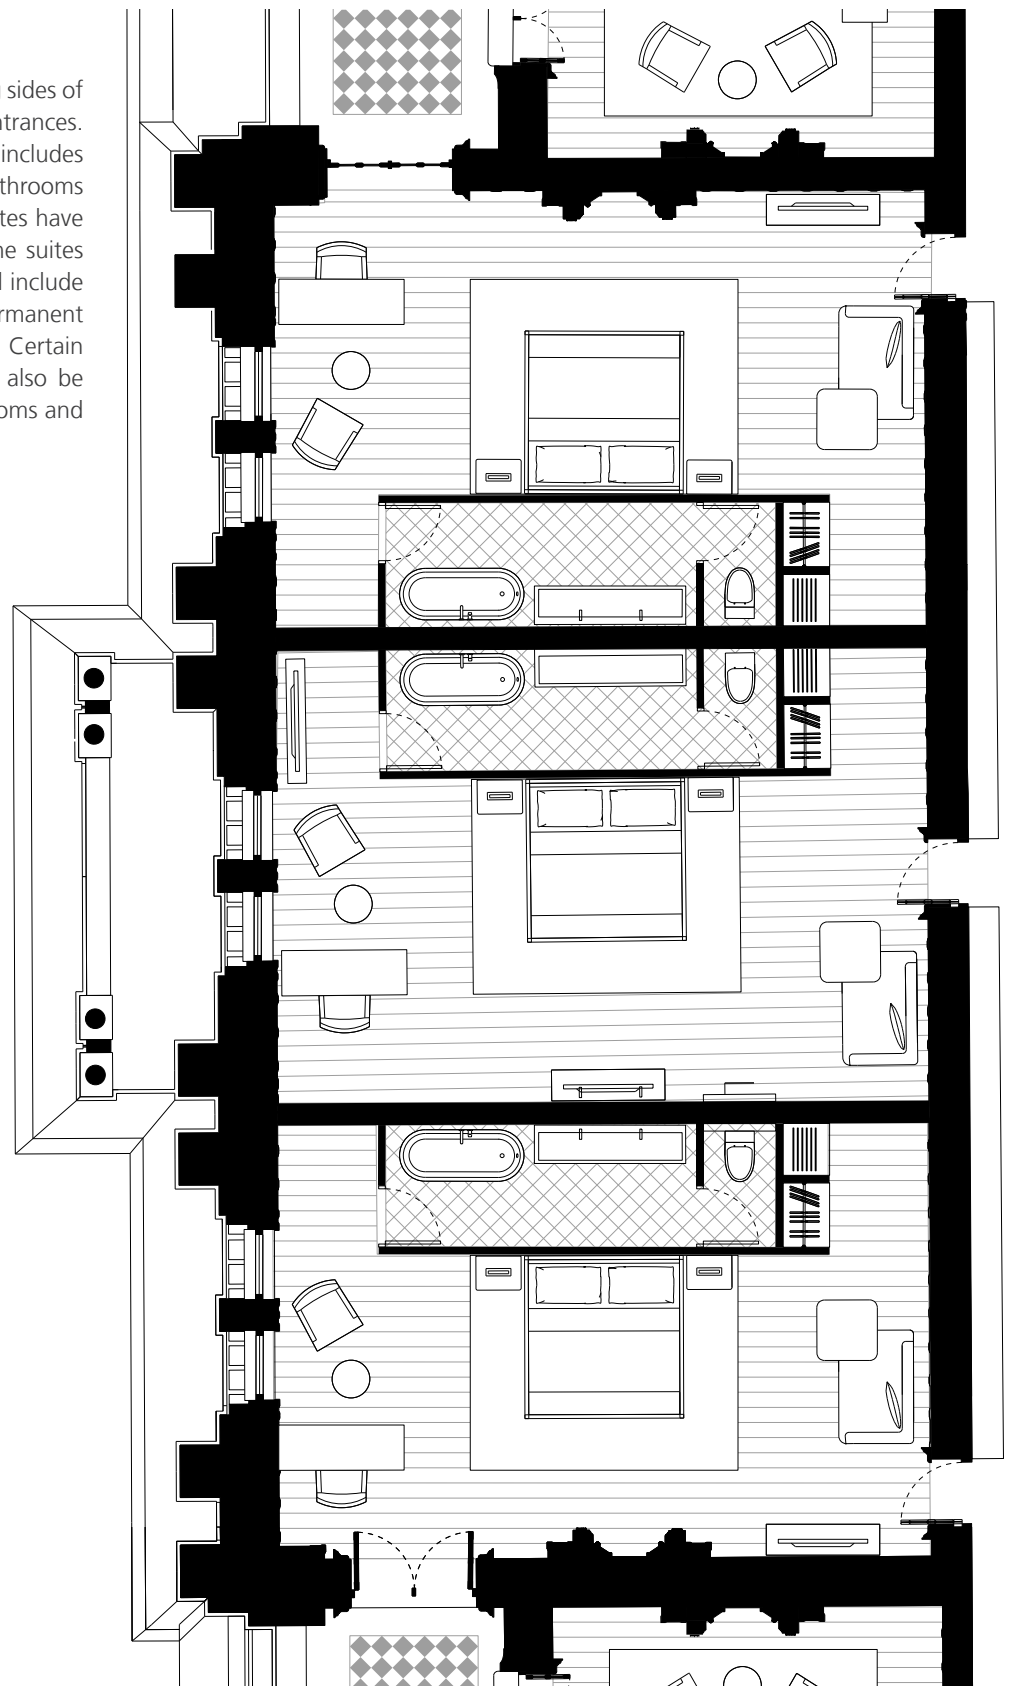 sides of
ntrances.
includes
throoms
tes have
ne suites
include
rmanent
Certain
also be
oms and